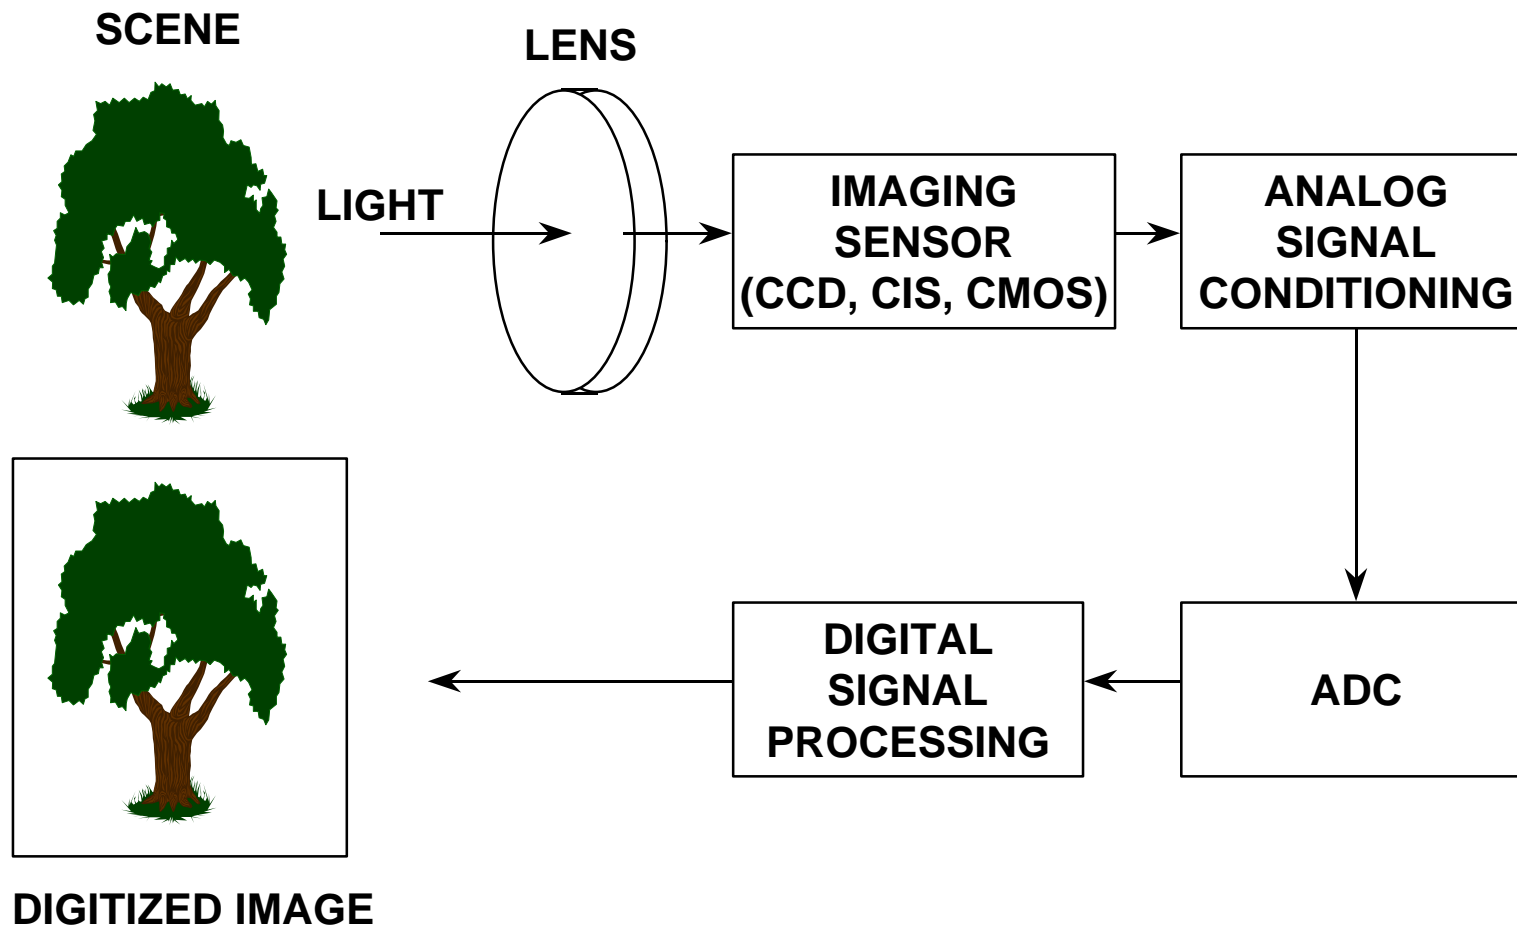 SCENE
LENS
LIGHT
IMAGING
SENSOR
(CCD, CIS, CMOS)
ANALOG
SIGNAL
CONDITIONING
DIGITAL
SIGNAL
PROCESSING
ADC
DIGITIZED IMAGE